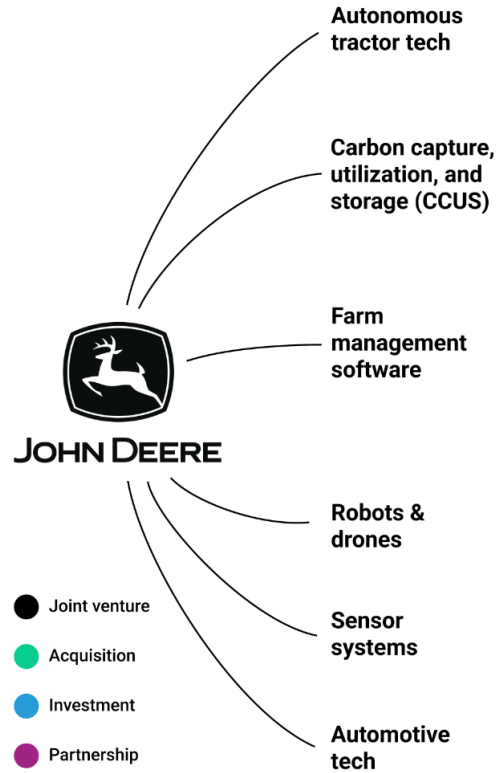 Autonomous
tractor tech
Carbon capture,
utilization, and
storage (CCUS)
Farm
management
software
JOHN DEERE
Robots &
drones
Sensor
systems
Automotive
tech
Joint venture
Acquisition
Investment
Partnership